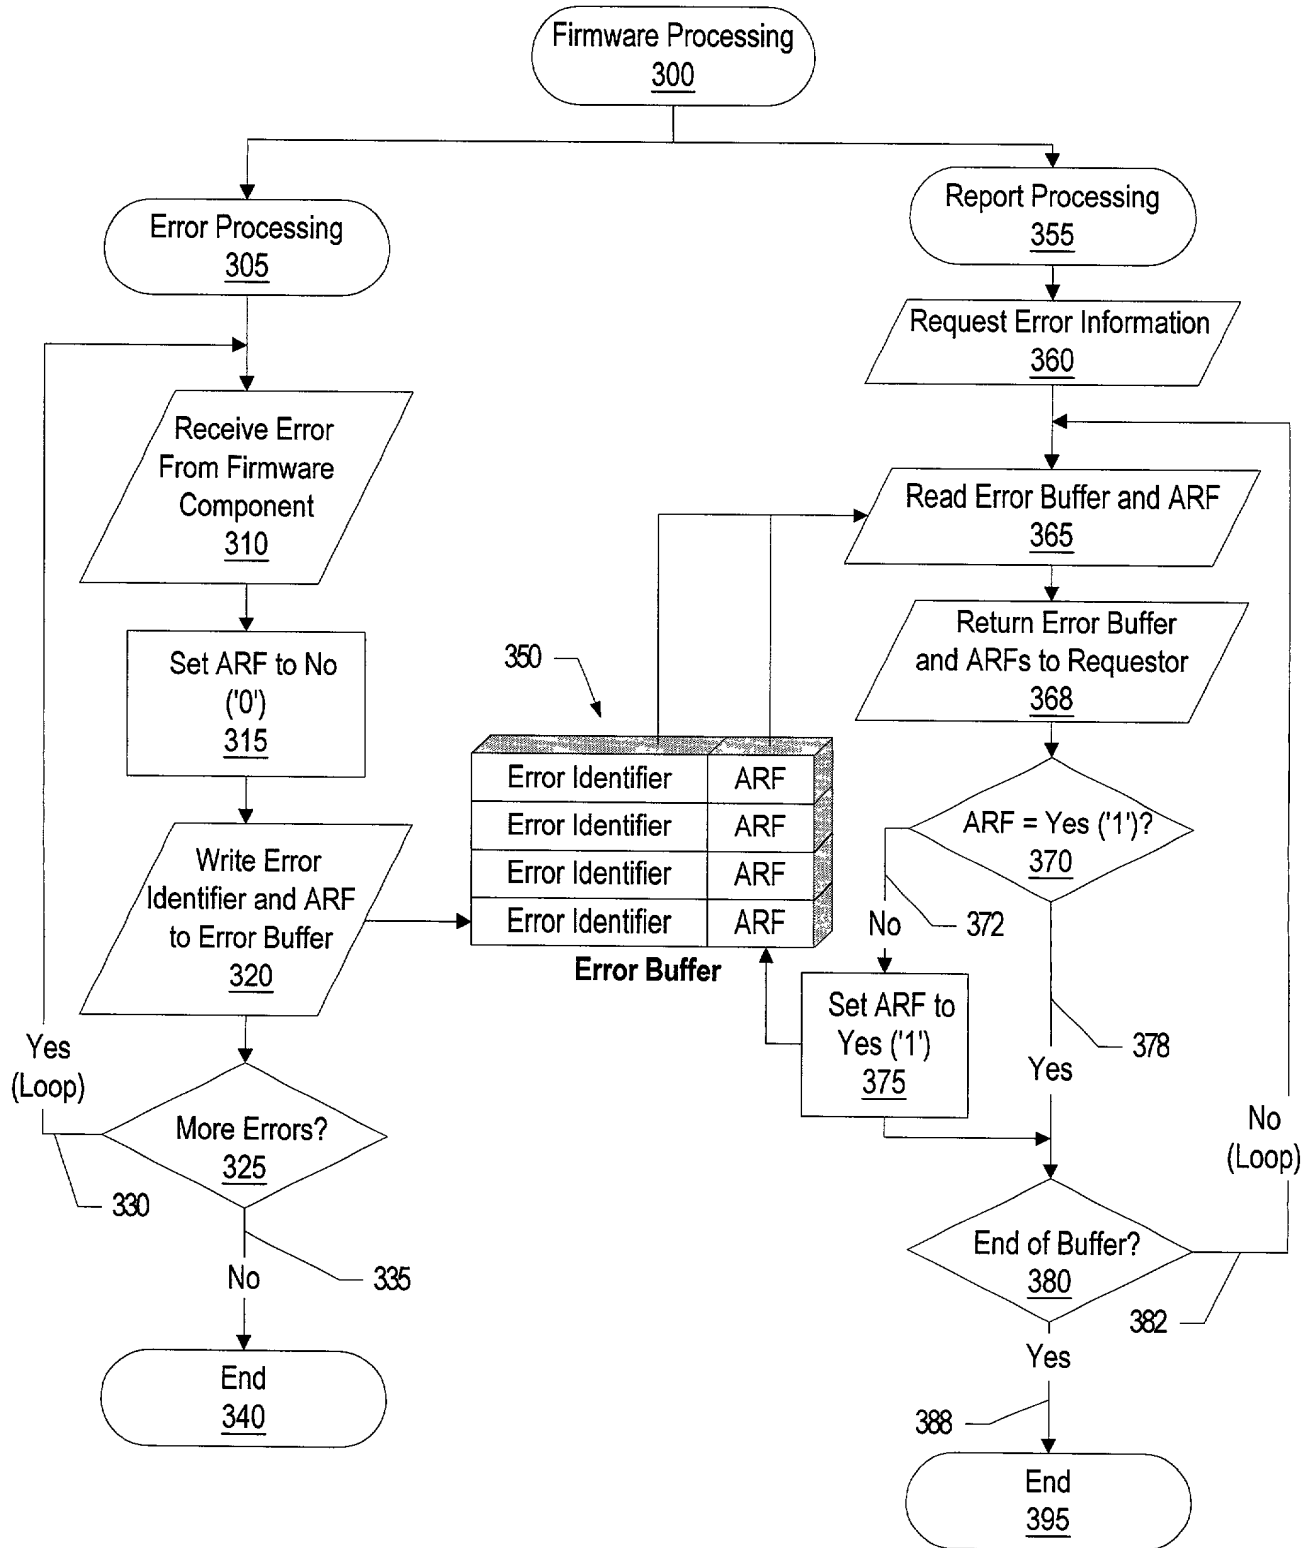 Firmware Processing
300
Error Processing
305
Report Processing
355
Request Error Information
360
Receive Error
From Firmware
Component
310
Read Error Buffer and ARF
365
Set ARF to No
('0')
315
Return Error Buffer
and ARFs to Requestor
368
350
Error Identifier ARF
Error Identifier ARF
Error Identifier ARF
Error Identifier ARF
Error Buffer
Write Error
Identifier and ARF
to Error Buffer
320
ARF = Yes ('1')?
370
372
No
Set ARF to
Yes ('1')
375
378
Yes
Yes
(Loop)
More Errors?
325
330
335
No
End
340
End of Buffer?
380
No
(Loop)
382
Yes
388
End
395